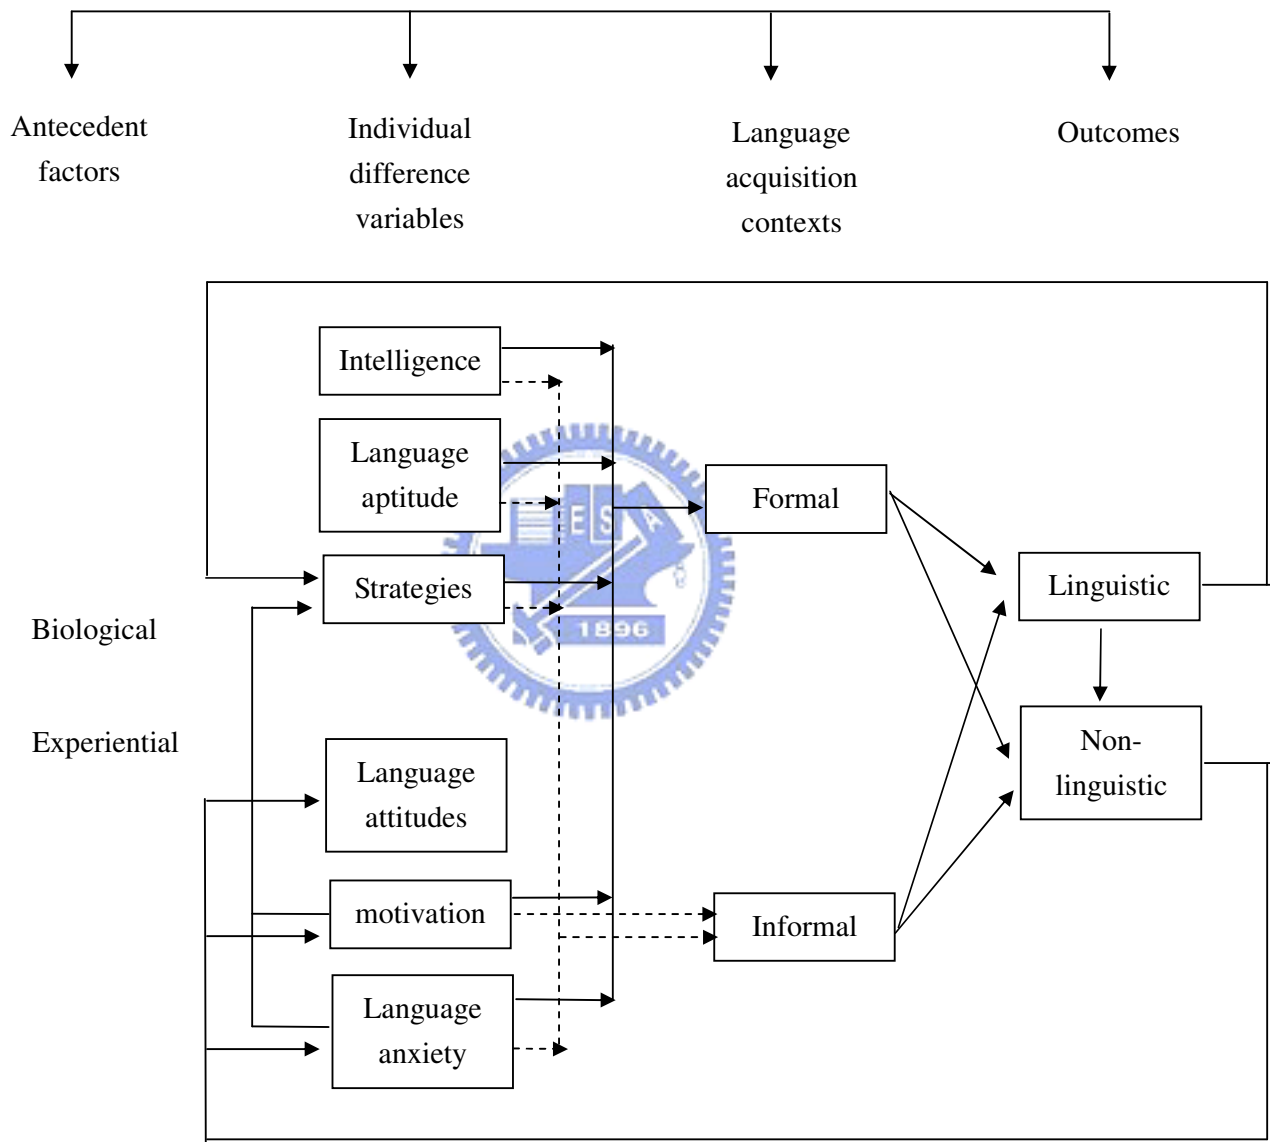 Antecedent
factors
Individual
difference
variables
Language
acquisition
contexts
Outcomes
Intelligence
Language
aptitude
Strategies
Biological
Experiential
Language
attitudes
motivation
Language
anxiety
Formal
Informal
Linguistic
Non-
linguistic
E S A
1896